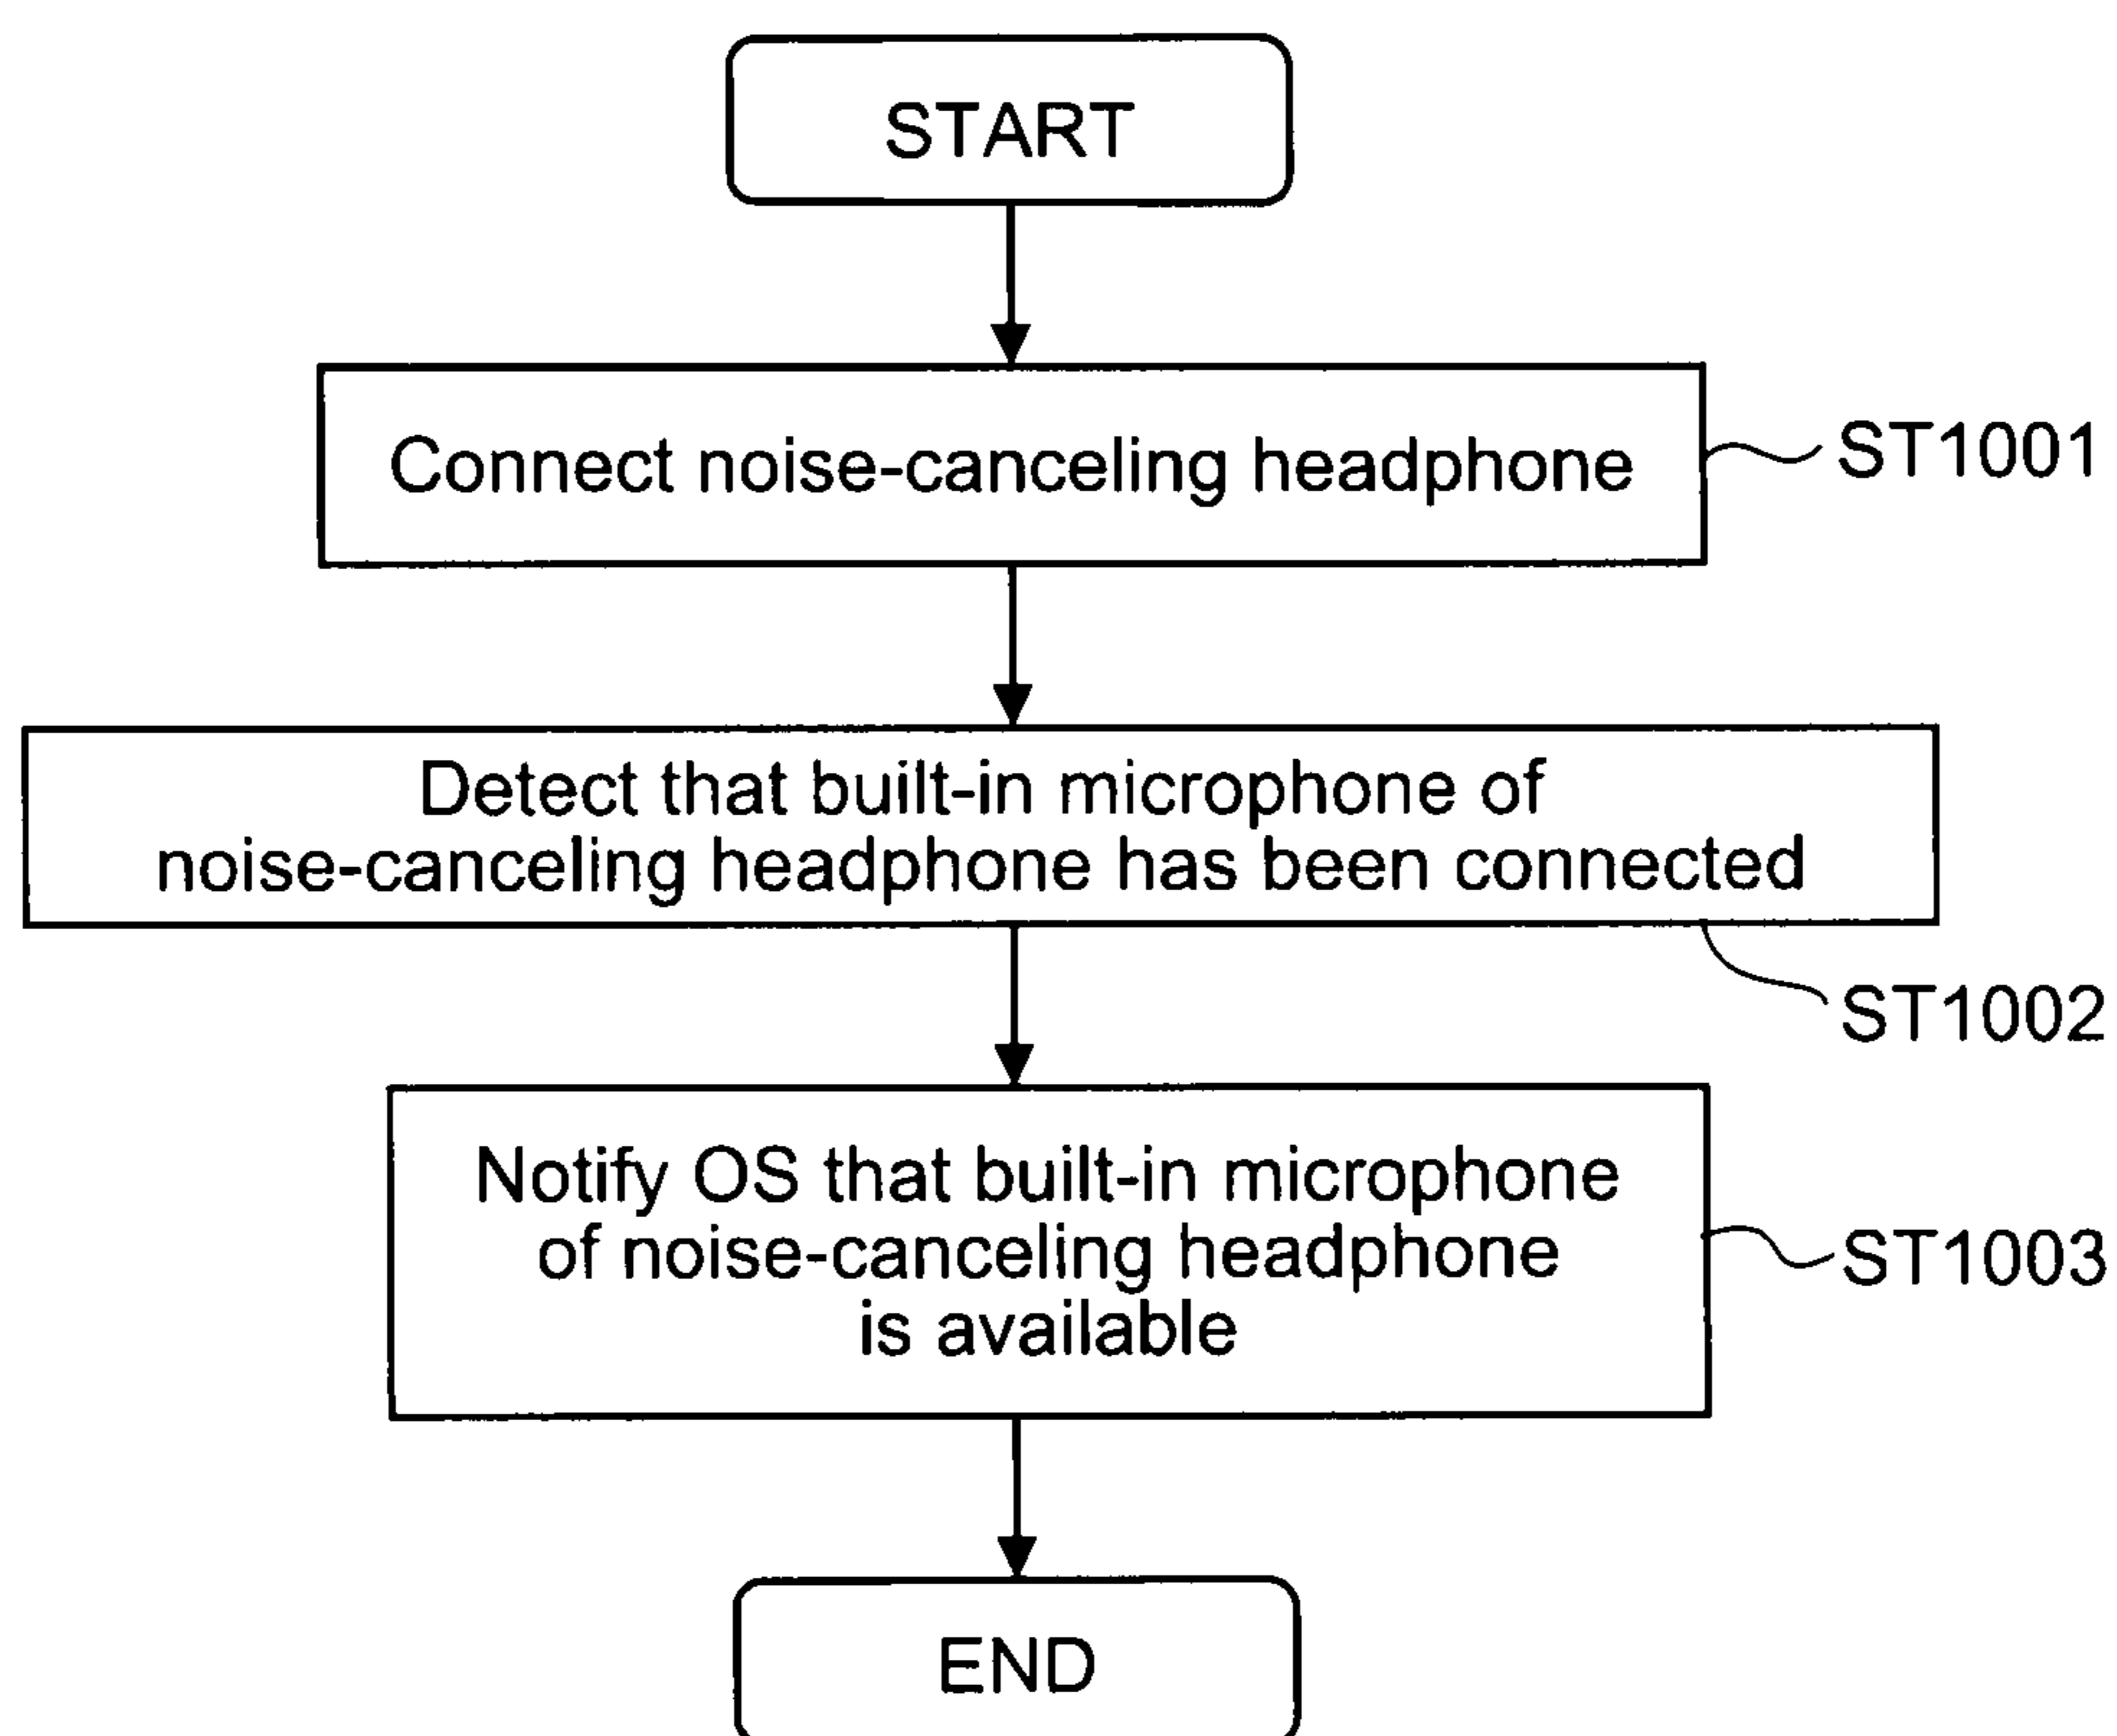 START
Connect noise-canceling headphone
ST1001
Detect that built-in microphone of
noise-canceling headphone has been connected
ST1002
Notify OS that built-in microphone
of noise-canceling headphone
is available
ST1003
END